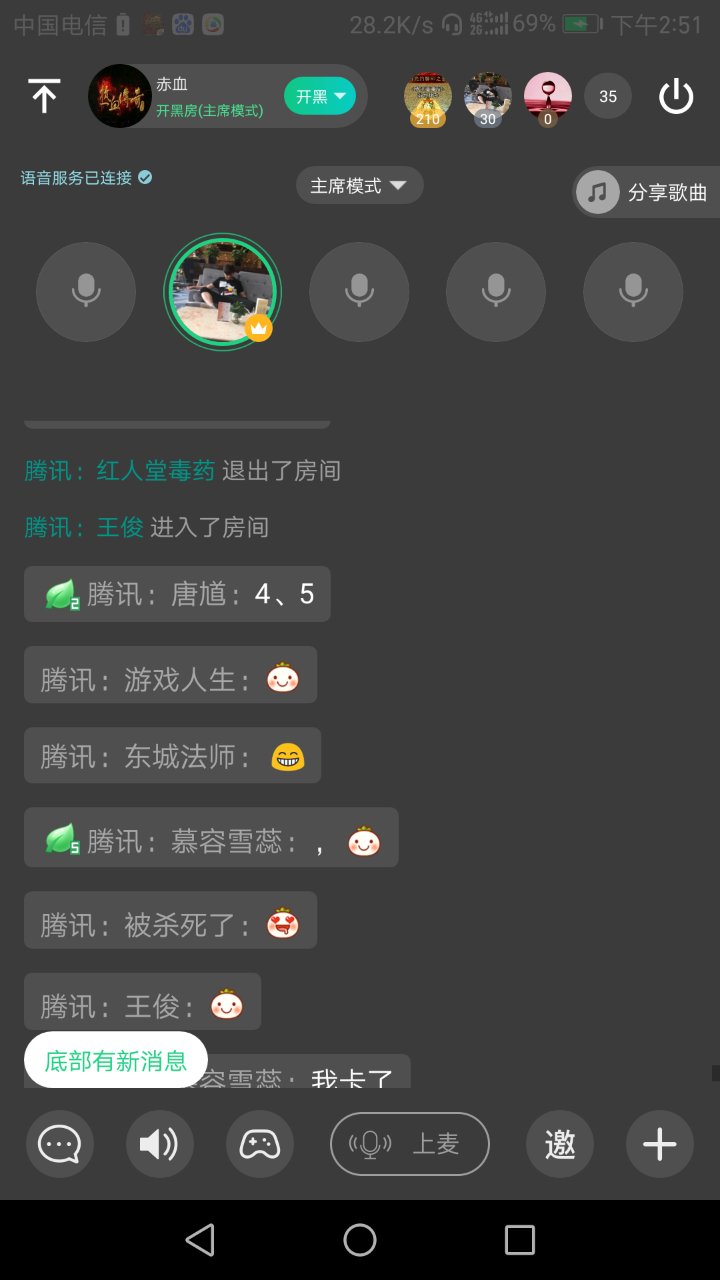 中国电信
28.2K/s 4G 2G 69% 下午2:51
赤血
开黑房(主席模式)
开黑
210 30 0 35
语音服务已连接
主席模式
分享歌曲
腾讯：红人堂毒药 退出了房间
腾讯：王俊 进入了房间
2 腾讯：唐馗：4、5
腾讯：游戏人生：
腾讯：东城法师：
5 腾讯：慕容雪蕊：，
腾讯：被杀死了：
腾讯：王俊：
底部有新消息
容雪蕊：我卡了
上麦
邀